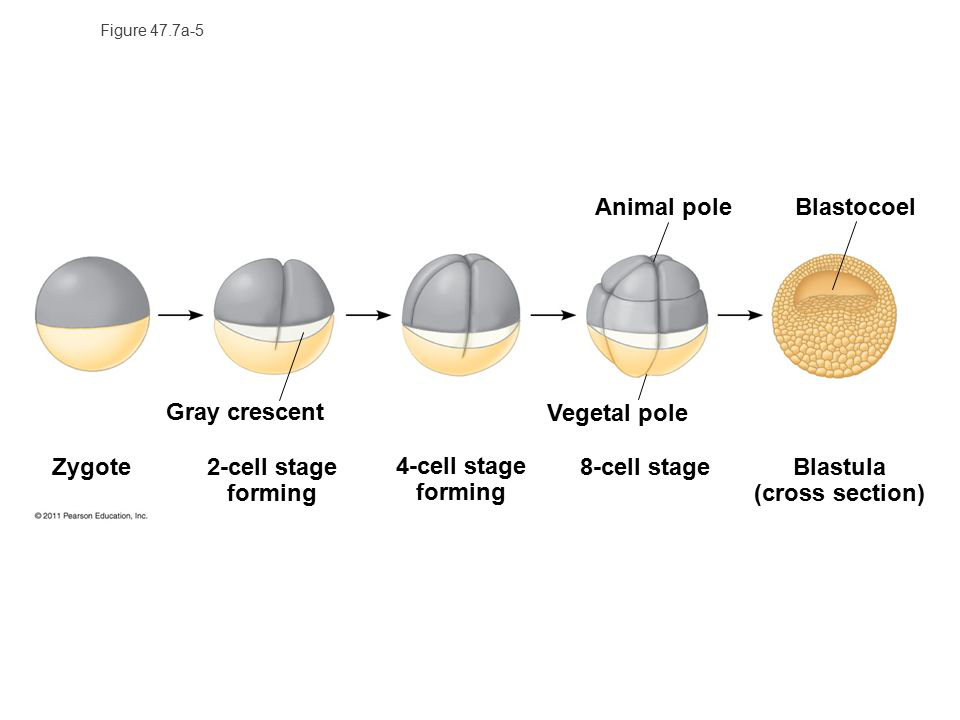 Figure 47.7a-5
Animal pole
Blastocoel
Gray crescent
Vegetal pole
Zygote
2-cell stage
forming
4-cell stage
forming
8-cell stage
Blastula
(cross section)
© 2011 Pearson Education, Inc.